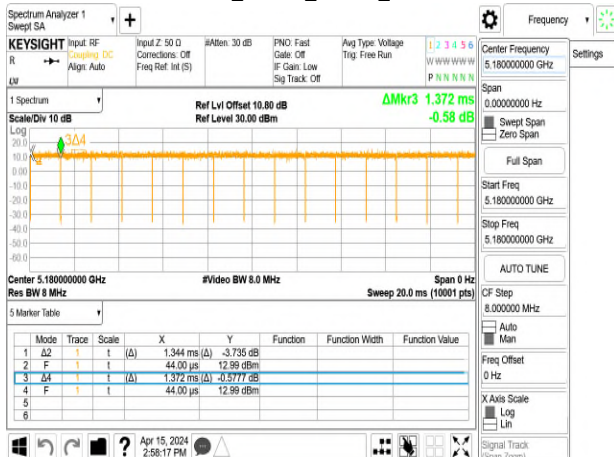 Spectrum Analyzer 1
Swept SA
+
Frequency
KEYSIGHT
R
Input: RF
Coupling: DC
Align: Auto
Input Z: 50 Ω
Corrections: Off
Freq Ref: Int (S)
#Atten: 30 dB
PNO: Fast
Gate: Off
IF Gain: Low
Sig Track: Off
Avg Type: Voltage
Trig: Free Run
1 2 3 4 5 6
W W W W W W
P N N N N N
1 Spectrum
Scale/Div 10 dB
Ref Lvl Offset 10.80 dB
Ref Level 30.00 dBm
ΔMkr3 1.372 ms
-0.58 dB
Log
20.0
10.0
0.00
-10.0
-20.0
-30.0
-40.0
-50.0
-60.0
3Δ4
Center 5.180000000 GHz
#Video BW 8.0 MHz
Span 0 Hz
Res BW 8 MHz
Sweep 20.0 ms (10001 pts)
5 Marker Table
Mode Trace Scale X Y Function Function Width Function Value
1 Δ2 1 t (Δ) 1.344 ms (Δ) -3.735 dB
2 F 1 t 44.00 µs 12.99 dBm
3 Δ4 1 t (Δ) 1.372 ms (Δ) -0.5777 dB
4 F 1 t 44.00 µs 12.99 dBm
5
6
?
Apr 15, 2024
2:58:17 PM
Center Frequency
5.180000000 GHz
Settings
Span
0.00000000 Hz
Swept Span
Zero Span
Full Span
Start Freq
5.180000000 GHz
Stop Freq
5.180000000 GHz
AUTO TUNE
CF Step
8.000000 MHz
Auto
Man
Freq Offset
0 Hz
X Axis Scale
Log
Lin
Signal Track
(Span Zoom)